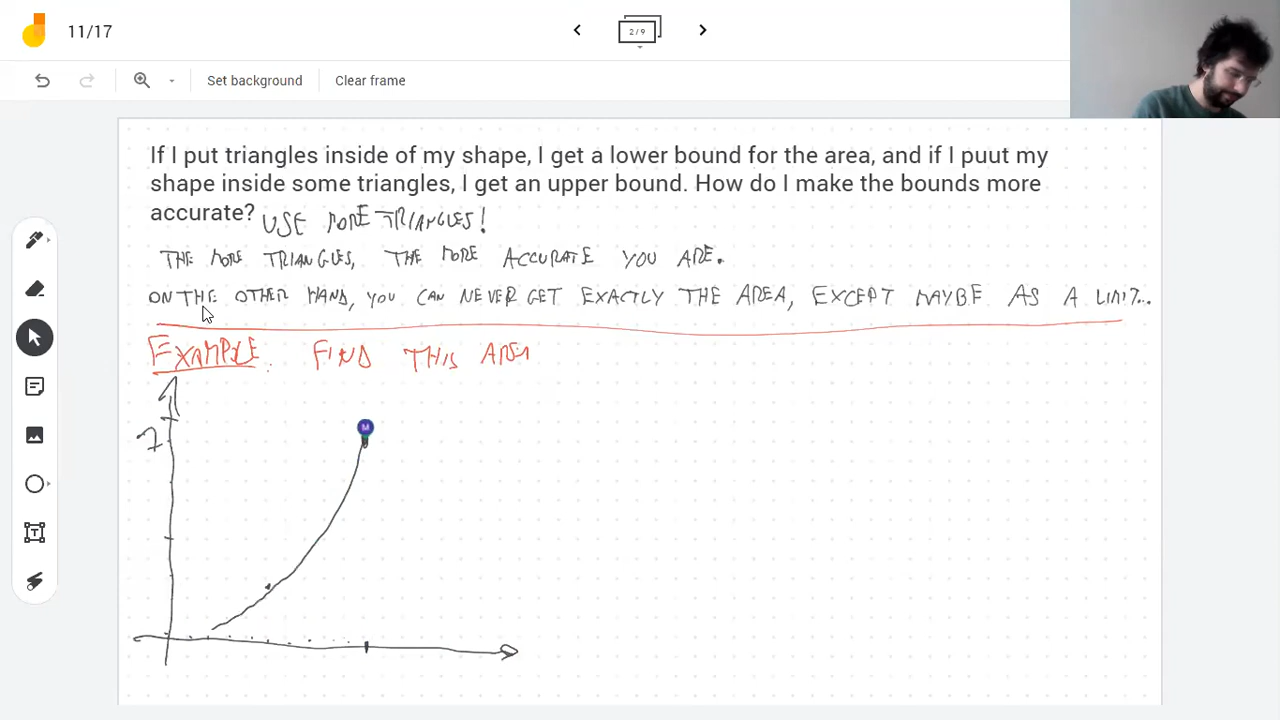 11/17
2/9
Set background
Clear frame
If I put triangles inside of my shape, I get a lower bound for the area, and if I puut my
shape inside some triangles, I get an upper bound. How do I make the bounds more
accurate? USE MORE TRIANGLES!
THE MORE TRIANGLES, THE MORE ACCURATE YOU ARE.
ON THE OTHER HAND, YOU CAN NEVER GET EXACTLY THE AREA, EXCEPT MAYBE AS A LIMIT...
EXAMPLE. FIND THIS AREA
M
7
T